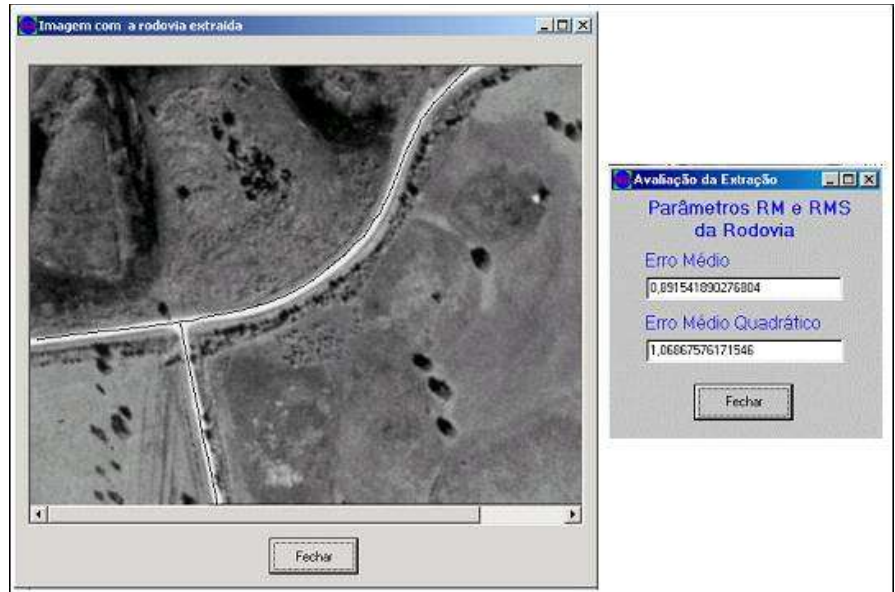 Imagem com a rodovia extraída
Fechar
Avaliação da Extração
Parâmetros RM e RMS
da Rodovia
Erro Médio
0,891541890276804
Erro Médio Quadrático
1,06867576171546
Fechar